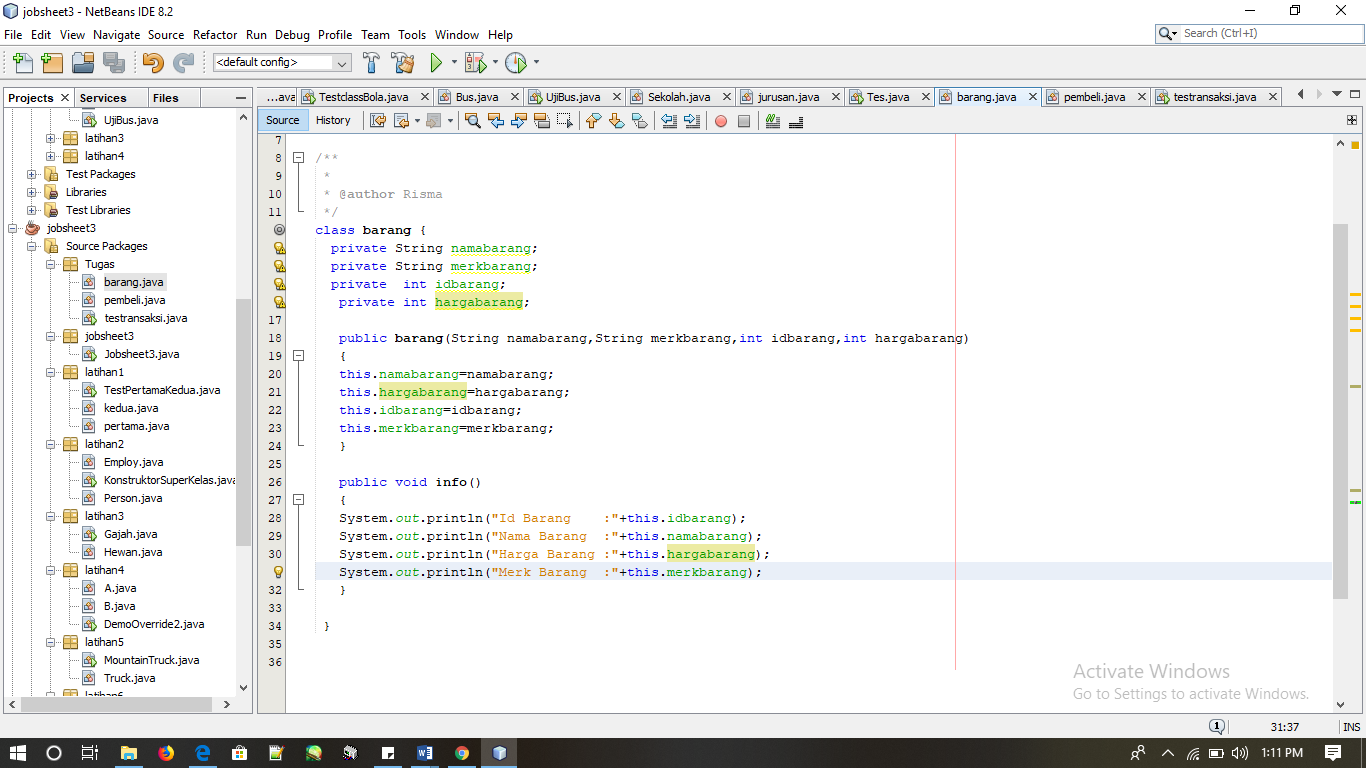 jobsheet3 - NetBeans IDE 8.2
File Edit View Navigate Source Refactor Run Debug Profile Team Tools Window Help
Search (Ctrl+I)
<default config>
Projects Services Files
...ava TestclassBola.java Bus.java UjiBus.java Sekolah.java jurusan.java Tes.java barang.java pembeli.java testransaksi.java
Source History
UjiBus.java
latihan3
latihan4
Test Packages
Libraries
Test Libraries
jobsheet3
Source Packages
Tugas
barang.java
pembeli.java
testransaksi.java
jobsheet3
Jobsheet3.java
latihan1
TestPertamaKedua.java
kedua.java
pertama.java
latihan2
Employ.java
KonstruktorSuperKelas.java
Person.java
latihan3
Gajah.java
Hewan.java
latihan4
A.java
B.java
DemoOverride2.java
latihan5
MountainTruck.java
Truck.java
latihan6
7
8 /**
9 *
10 * @author Risma
11 */
class barang {
private String namabarang;
private String merkbarang;
private  int idbarang;
private int hargabarang;
17
18 public barang(String namabarang,String merkbarang,int idbarang,int hargabarang)
19 {
20 this.namabarang=namabarang;
21 this.hargabarang=hargabarang;
22 this.idbarang=idbarang;
23 this.merkbarang=merkbarang;
24 }
25
26 public void info()
27 {
28 System.out.println("Id Barang    :"+this.idbarang);
29 System.out.println("Nama Barang  :"+this.namabarang);
30 System.out.println("Harga Barang :"+this.hargabarang);
System.out.println("Merk Barang  :"+this.merkbarang);
32 }
33
34 }
35
36
Activate Windows
Go to Settings to activate Windows.
1 31:37 INS
1:11 PM